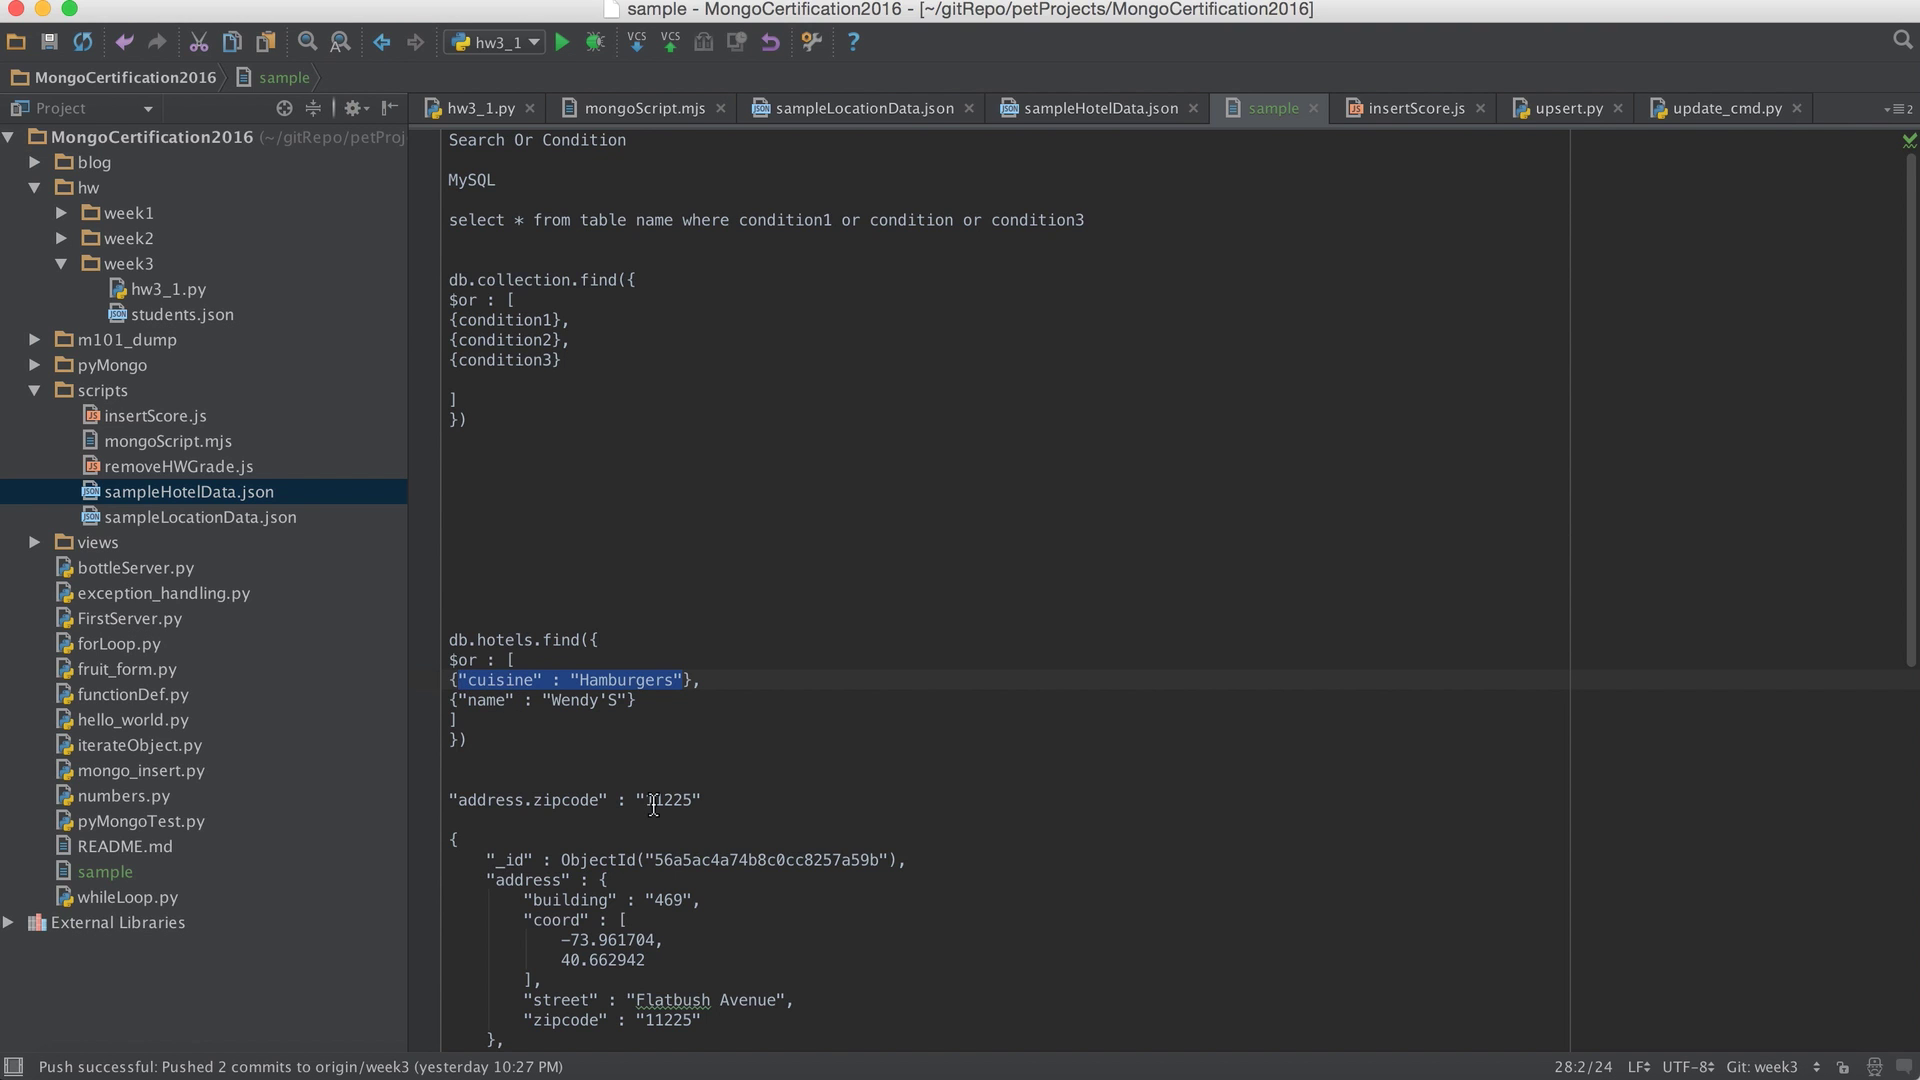 sample - MongoCertification2016 - [~/gitRepo/petProjects/MongoCertification2016]
hw3_1
VCS
VCS
MongoCertification2016
sample
Project
hw3_1.py
mongoScript.mjs
sampleLocationData.json
sampleHotelData.json
sample
insertScore.js
upsert.py
update_cmd.py
2
MongoCertification2016 (~/gitRepo/petProj
blog
hw
week1
week2
week3
hw3_1.py
students.json
m101_dump
pyMongo
scripts
insertScore.js
mongoScript.mjs
removeHWGrade.js
sampleHotelData.json
sampleLocationData.json
views
bottleServer.py
exception_handling.py
FirstServer.py
forLoop.py
fruit_form.py
functionDef.py
hello_world.py
iterateObject.py
mongo_insert.py
numbers.py
pyMongoTest.py
README.md
sample
whileLoop.py
External Libraries
Search Or Condition
MySQL
select * from table name where condition1 or condition or condition3
db.collection.find({
$or : [
{condition1},
{condition2},
{condition3}
]
})
db.hotels.find({
$or : [
{"cuisine" : "Hamburgers"},
{"name" : "Wendy'S"}
]
})
"address.zipcode" : "11225"
{
"_id" : ObjectId("56a5ac4a74b8c0cc8257a59b"),
"address" : {
"building" : "469",
"coord" : [
-73.961704,
40.662942
],
"street" : "Flatbush Avenue",
"zipcode" : "11225"
},
Push successful: Pushed 2 commits to origin/week3 (yesterday 10:27 PM)
28:2/24
LF
UTF-8
Git: week3